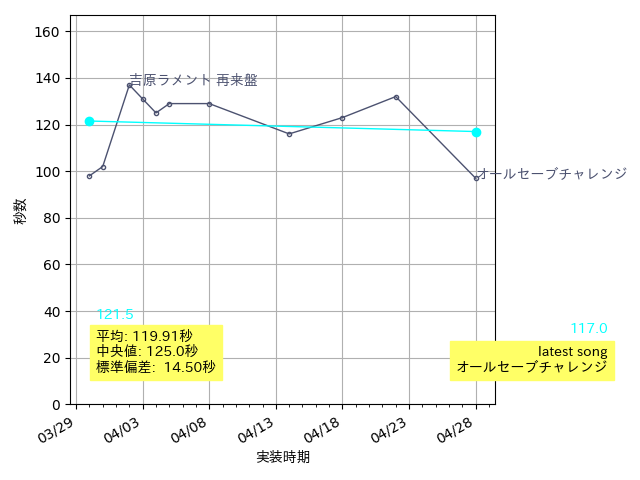 160
140
120
100
80
60
40
20
0
秒数
吉原ラメント 再来盤
オールセーブチャレンジ
121.5
平均: 119.91秒
中央値: 125.0秒
標準偏差: 14.50秒
117.0
latest song
オールセーブチャレンジ
03/29
04/03
04/08
04/13
04/18
04/23
04/28
実装時期